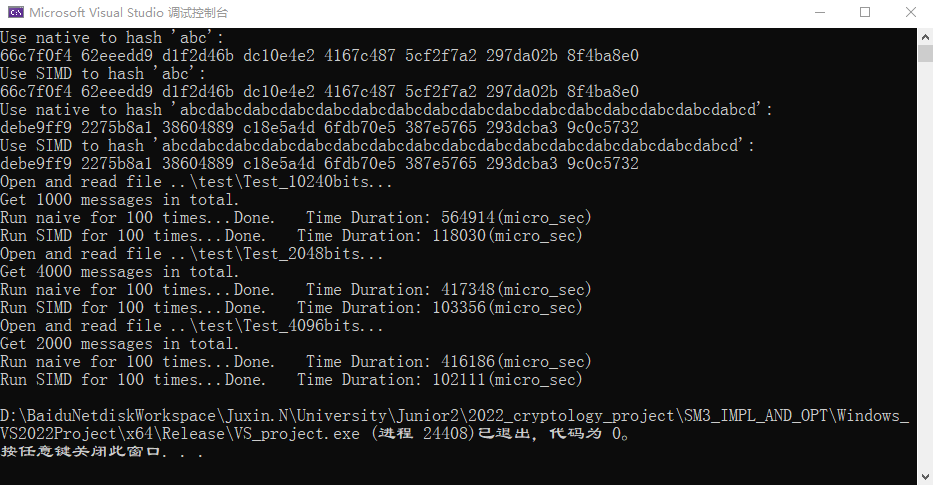 Microsoft Visual Studio 调试控制台
Use native to hash 'abc':
66c7f0f4 62eeedd9 d1f2d46b dc10e4e2 4167c487 5cf2f7a2 297da02b 8f4ba8e0
Use SIMD to hash 'abc':
66c7f0f4 62eeedd9 d1f2d46b dc10e4e2 4167c487 5cf2f7a2 297da02b 8f4ba8e0
Use native to hash 'abcdabcdabcdabcdabcdabcdabcdabcdabcdabcdabcdabcdabcdabcdabcdabcd':
debe9ff9 2275b8a1 38604889 c18e5a4d 6fdb70e5 387e5765 293dcba3 9c0c5732
Use SIMD to hash 'abcdabcdabcdabcdabcdabcdabcdabcdabcdabcdabcdabcdabcdabcdabcdabcd':
debe9ff9 2275b8a1 38604889 c18e5a4d 6fdb70e5 387e5765 293dcba3 9c0c5732
Open and read file ..\test\Test_10240bits...
Get 1000 messages in total.
Run naive for 100 times...Done.   Time Duration: 564914(micro_sec)
Run SIMD for 100 times...Done.   Time Duration: 118030(micro_sec)
Open and read file ..\test\Test_2048bits...
Get 4000 messages in total.
Run naive for 100 times...Done.   Time Duration: 417348(micro_sec)
Run SIMD for 100 times...Done.   Time Duration: 103356(micro_sec)
Open and read file ..\test\Test_4096bits...
Get 2000 messages in total.
Run naive for 100 times...Done.   Time Duration: 416186(micro_sec)
Run SIMD for 100 times...Done.   Time Duration: 102111(micro_sec)
D:\BaiduNetdiskWorkspace\Juxin.N\University\Junior2\2022_cryptology_project\SM3_IMPL_AND_OPT\Windows_
VS2022Project\x64\Release\VS_project.exe (进程 24408)已退出，代码为 0。
按任意键关闭此窗口. . .